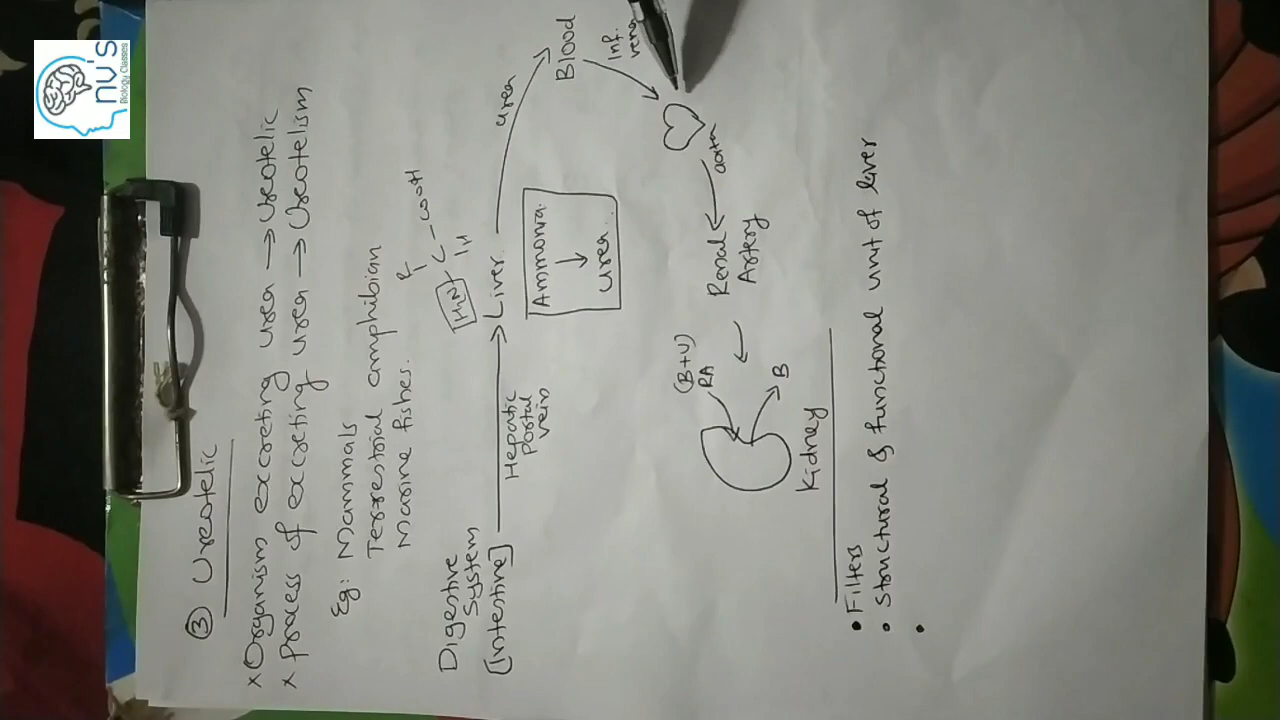 ③ Ureotelic
x Organism excreting urea → Ureotelic
x Process of excreting urea → Ureotelism
Eg: Mammals
Terrestrial amphibian
Marine fishes.
R
H₂N C - COOH
H
Digestive
System
[Intestine] → Liver
Hepatic
portal
vein
urea
Blood
Ammonia
↓
urea
Inf.
vena
aorta
Renal
Artery
(B+U)
RA
B
Kidney
• Filters
• Structural & functional unit of liver
•
NV'S
Biology Classes